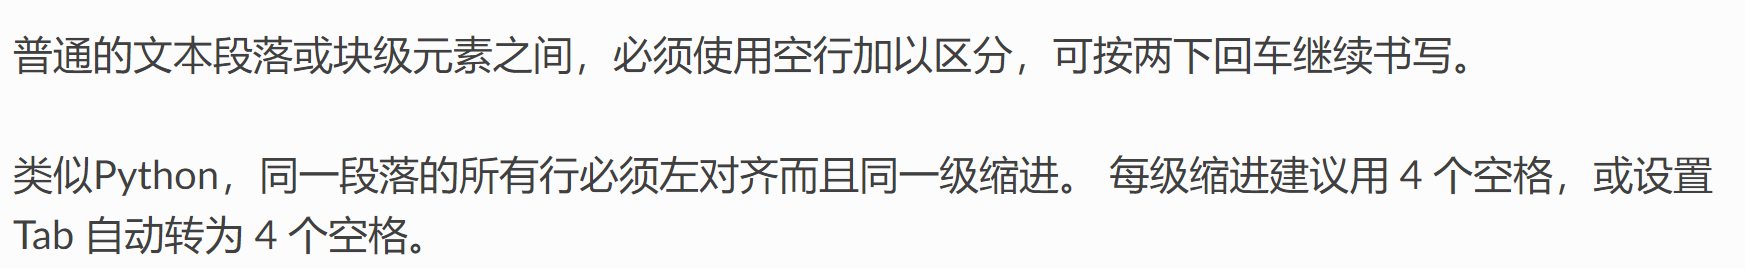 普通的文本段落或块级元素之间，必须使用空行加以区分，可按两下回车继续书写。
类似Python，同一段落的所有行必须左对齐而且同一级缩进。 每级缩进建议用 4 个空格，或设置
Tab 自动转为 4 个空格。